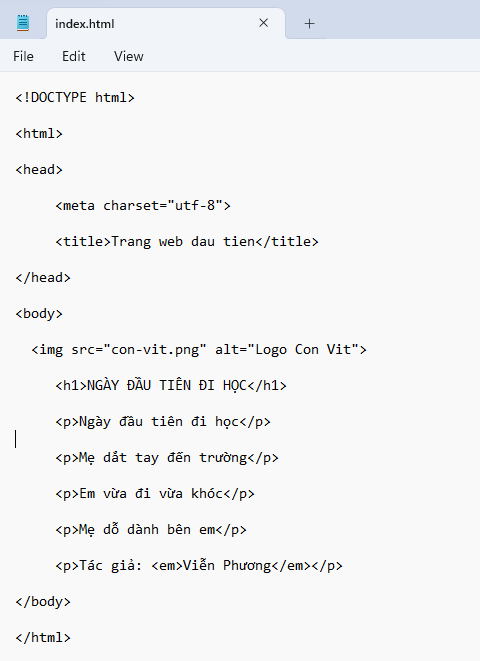 index.html
File Edit View
<!DOCTYPE html>
<html>
<head>
<meta charset="utf-8">
<title>Trang web dau tien</title>
</head>
<body>
<img src="con-vit.png" alt="Logo Con Vit">
<h1>NGÀY ĐẦU TIÊN ĐI HỌC</h1>
<p>Ngày đầu tiên đi học</p>
<p>Mẹ dắt tay đến trường</p>
<p>Em vừa đi vừa khóc</p>
<p>Mẹ dỗ dành bên em</p>
<p>Tác giả: <em>Viễn Phương</em></p>
</body>
</html>